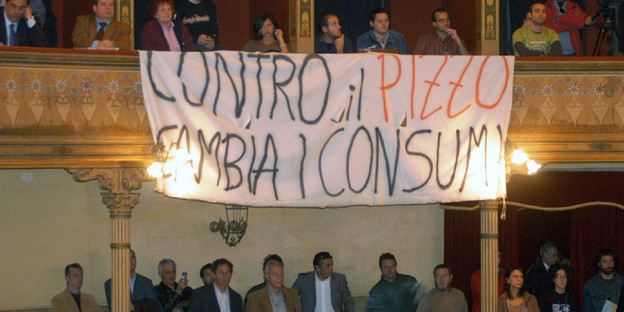 CONTRO il PIZZO
CAMBIA I CONSUMI